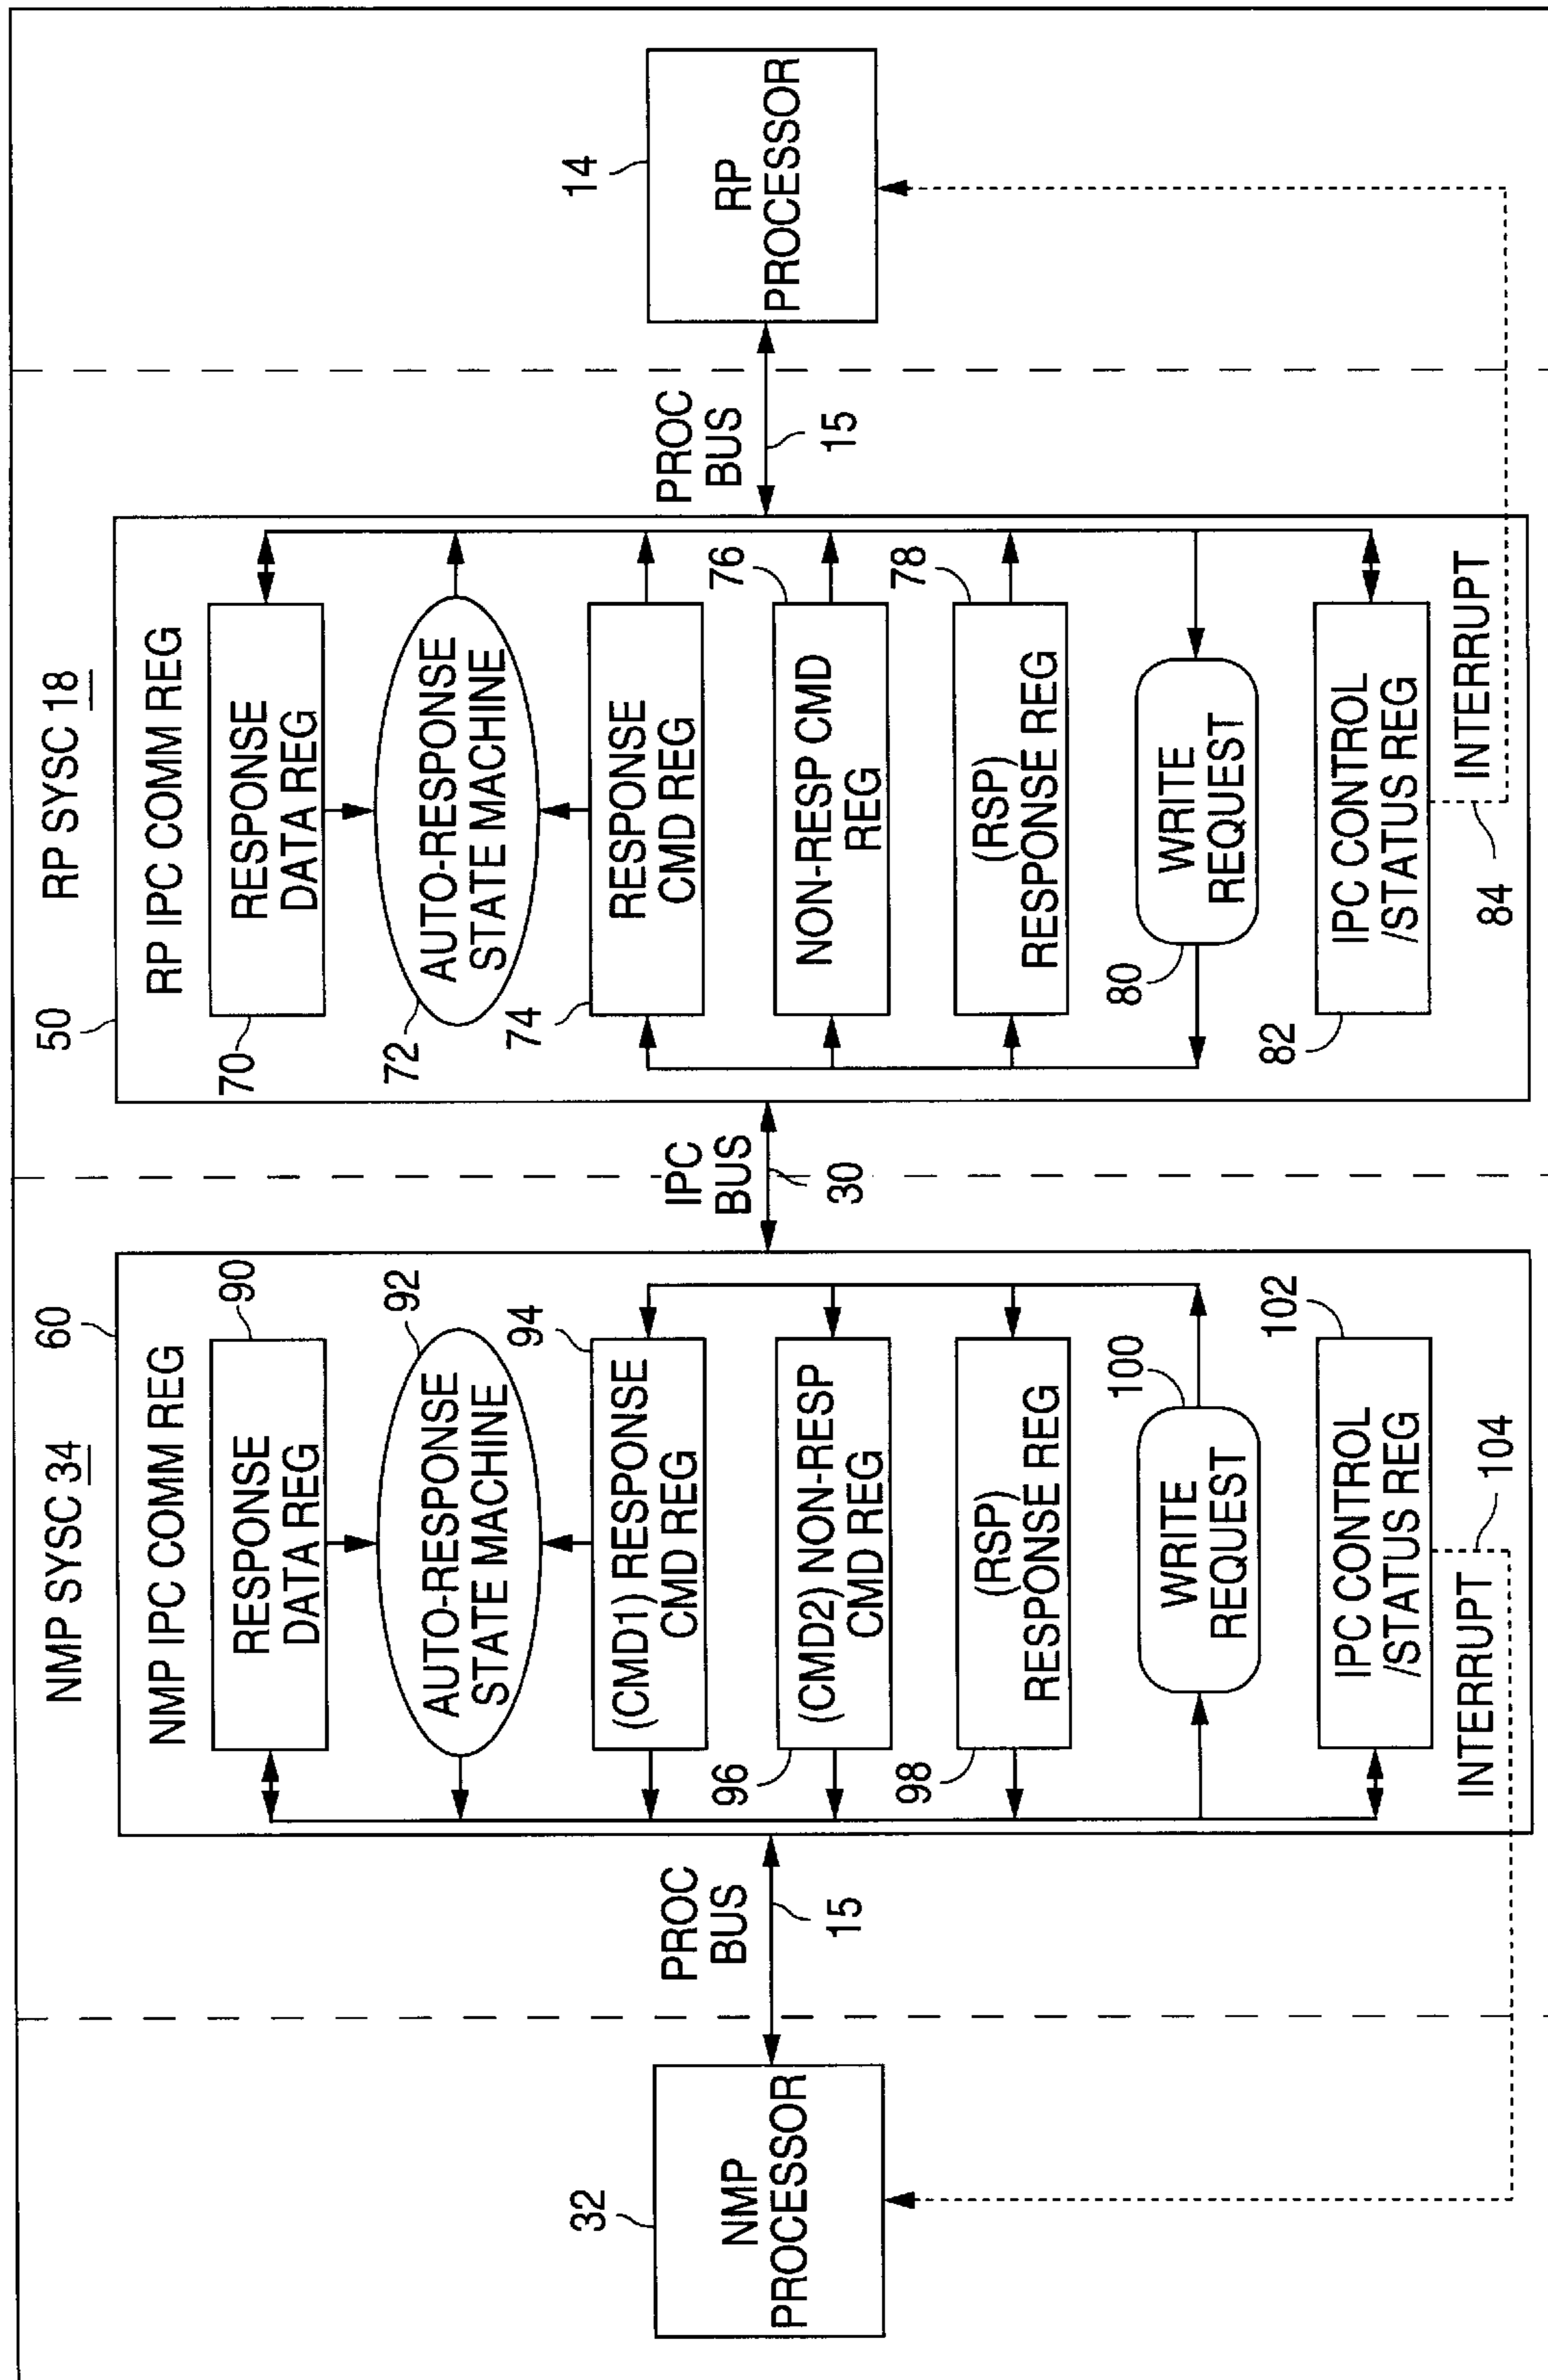 NMP SYSC 34
RP SYSC 18
60
50
NMP IPC COMM REG
RP IPC COMM REG
RESPONSE
DATA REG
90
70
RESPONSE
DATA REG
AUTO-RESPONSE
STATE MACHINE
92
72
AUTO-RESPONSE
STATE MACHINE
(CMD1) RESPONSE
CMD REG
94
74
RESPONSE
CMD REG
96
(CMD2) NON-RESP
CMD REG
NON-RESP CMD
REG
76
98
(RSP)
RESPONSE REG
(RSP)
RESPONSE REG
78
WRITE
REQUEST
100
80
WRITE
REQUEST
IPC CONTROL
/STATUS REG
102
82
IPC CONTROL
/STATUS REG
INTERRUPT
104
84
INTERRUPT
32
NMP
PROCESSOR
PROC
BUS
15
IPC
BUS
30
PROC
BUS
15
14
RP
PROCESSOR